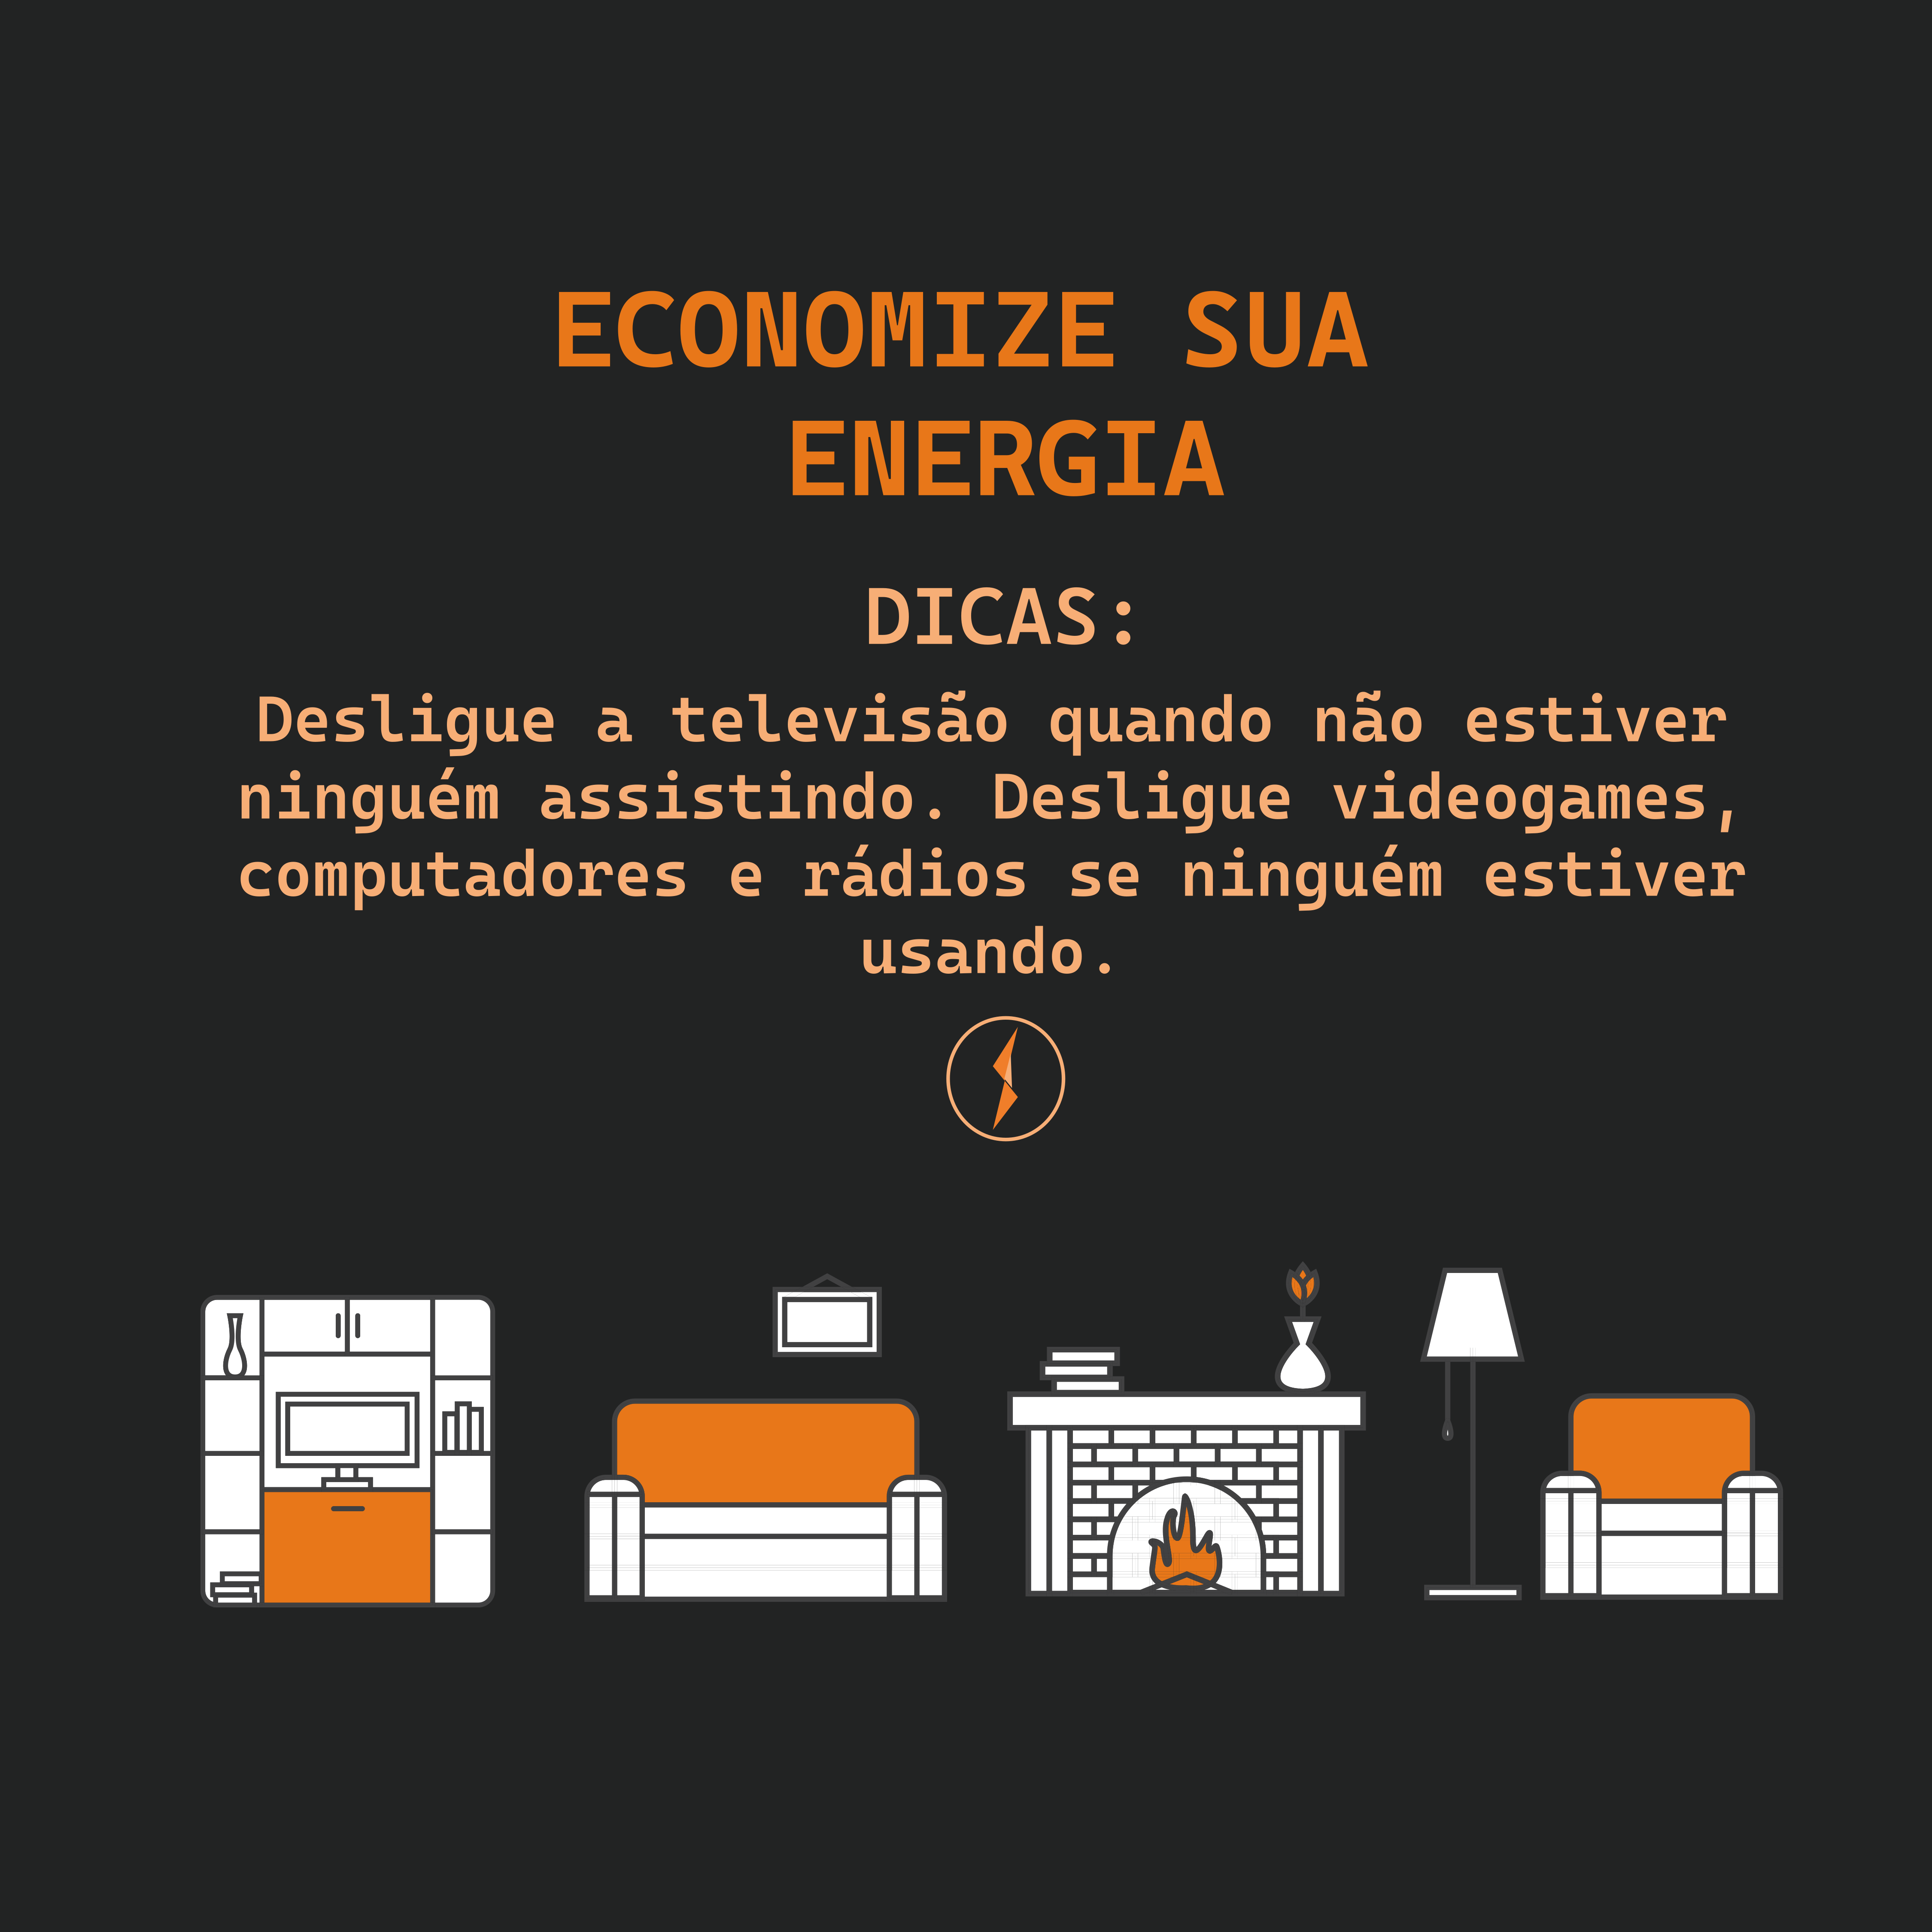 ECONOMIZE SUA
ENERGIA
DICAS:
Desligue a televisão quando não estiver
ninguém assistindo. Desligue videogames,
computadores e rádios se ninguém estiver
usando.